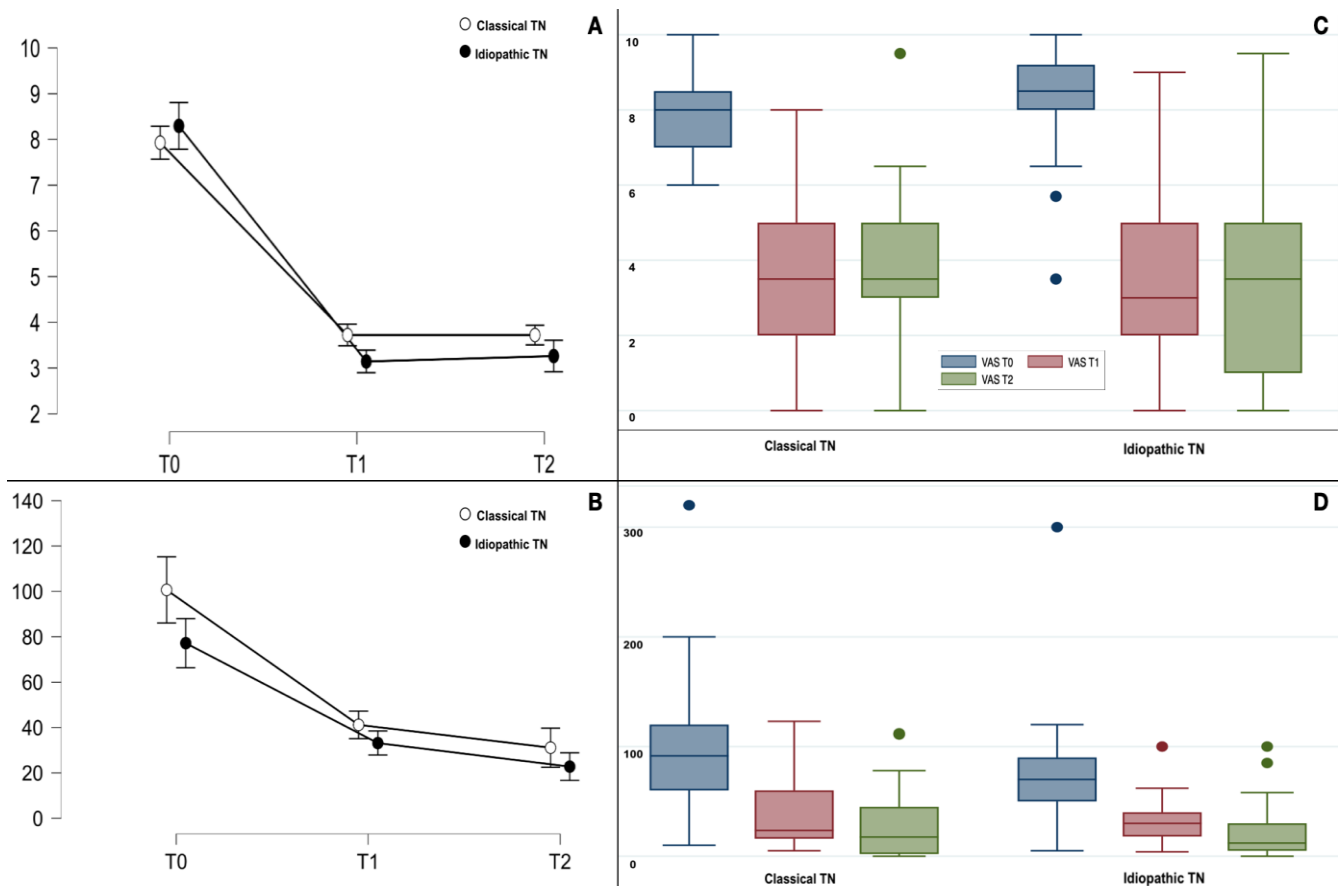 A
Classical TN
Idiopathic TN
10
9
8
7
6
5
4
3
2
T0 T1 T2
C
10
8
6
4
2
0
VAS T0 VAS T1
VAS T2
Classical TN Idiopathic TN
B
Classical TN
Idiopathic TN
140
120
100
80
60
40
20
0
T0 T1 T2
D
300
200
100
0
Classical TN Idiopathic TN